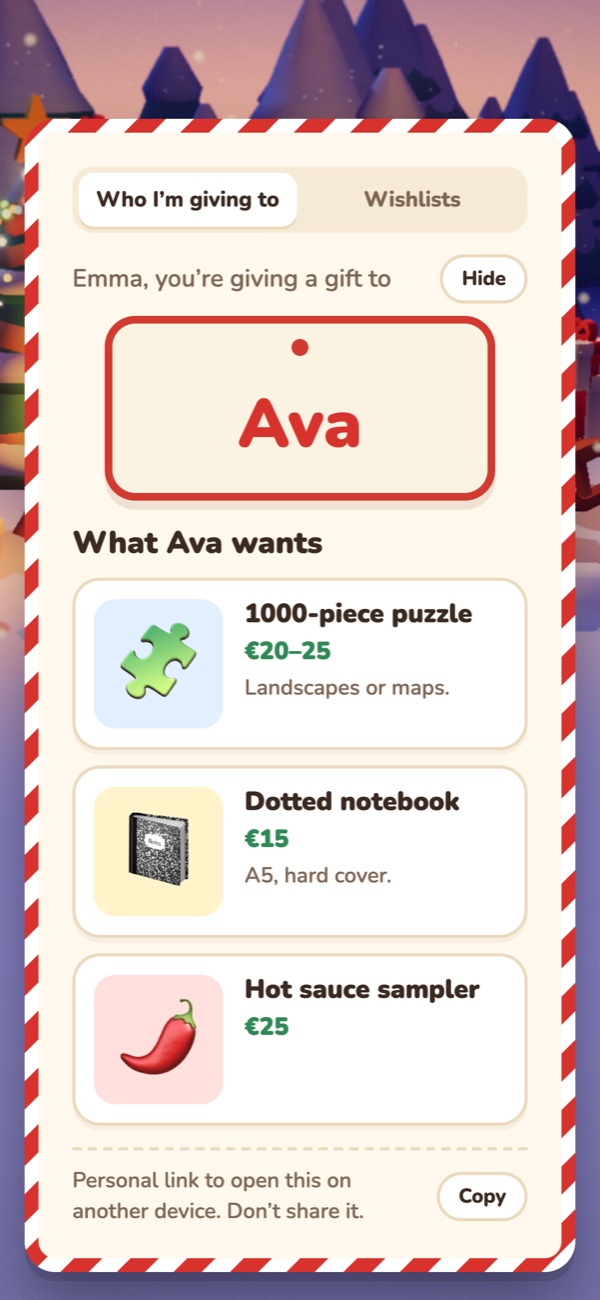 Who I’m giving to
Wishlists
Emma, you’re giving a gift to
Hide
Ava
What Ava wants
1000-piece puzzle
€20–25
Landscapes or maps.
Dotted notebook
€15
A5, hard cover.
Hot sauce sampler
€25
Personal link to open this on
another device. Don’t share it.
Copy